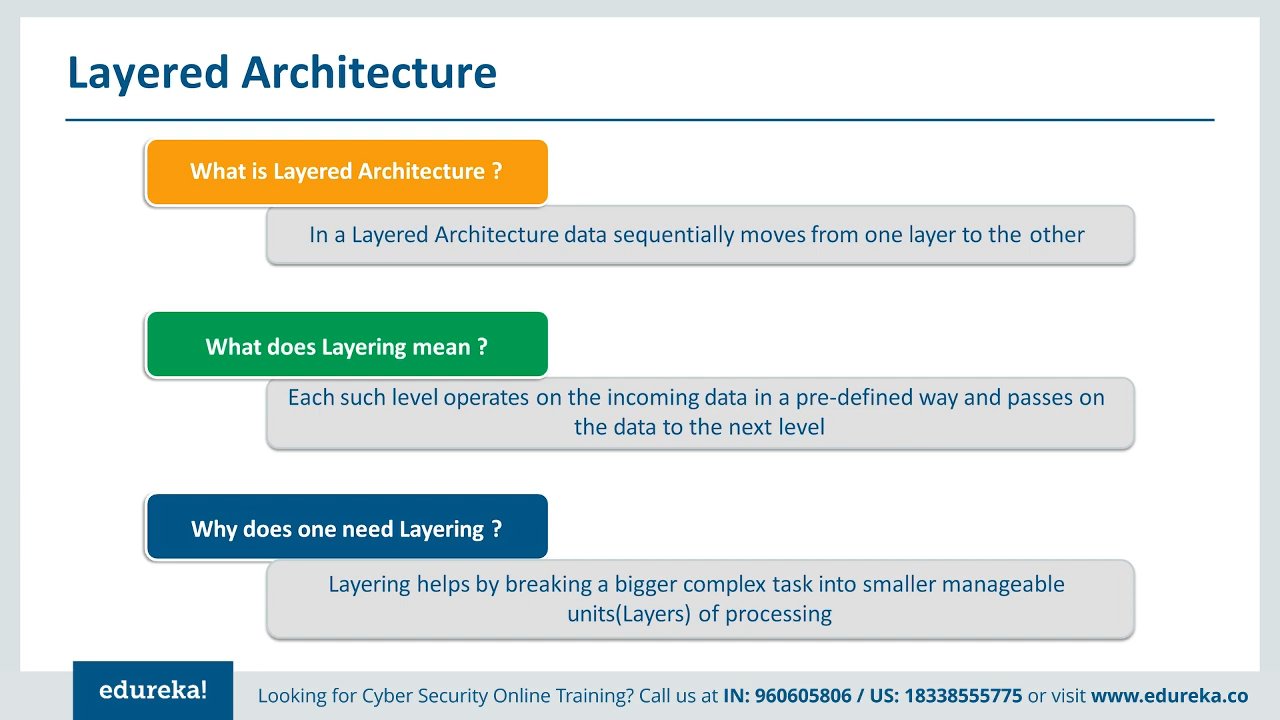 Layered Architecture
What is Layered Architecture ?
In a Layered Architecture data sequentially moves from one layer to the other
What does Layering mean ?
Each such level operates on the incoming data in a pre-defined way and passes on
the data to the next level
Why does one need Layering ?
Layering helps by breaking a bigger complex task into smaller manageable
units(Layers) of processing
edureka!
Looking for Cyber Security Online Training? Call us at IN: 960605806 / US: 18338555775 or visit www.edureka.co